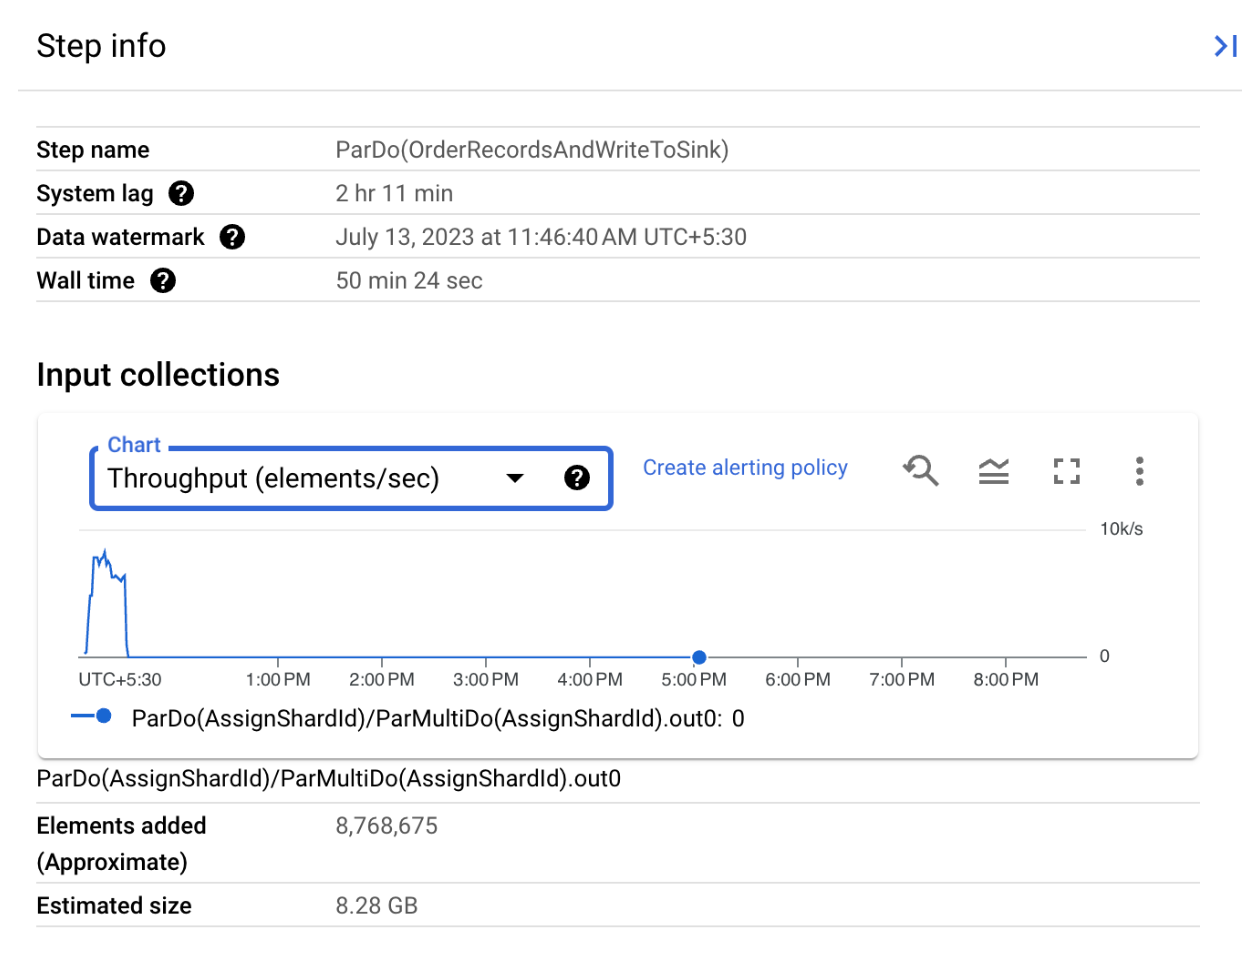 Step info
Step name ParDo(OrderRecordsAndWriteToSink)
System lag ? 2 hr 11 min
Data watermark ? July 13, 2023 at 11:46:40 AM UTC+5:30
Wall time ? 50 min 24 sec
Input collections
Chart
Throughput (elements/sec) ? Create alerting policy
10k/s
0
UTC+5:30 1:00 PM 2:00 PM 3:00 PM 4:00 PM 5:00 PM 6:00 PM 7:00 PM 8:00 PM
ParDo(AssignShardId)/ParMultiDo(AssignShardId).out0: 0
ParDo(AssignShardId)/ParMultiDo(AssignShardId).out0
Elements added 8,768,675
(Approximate)
Estimated size 8.28 GB